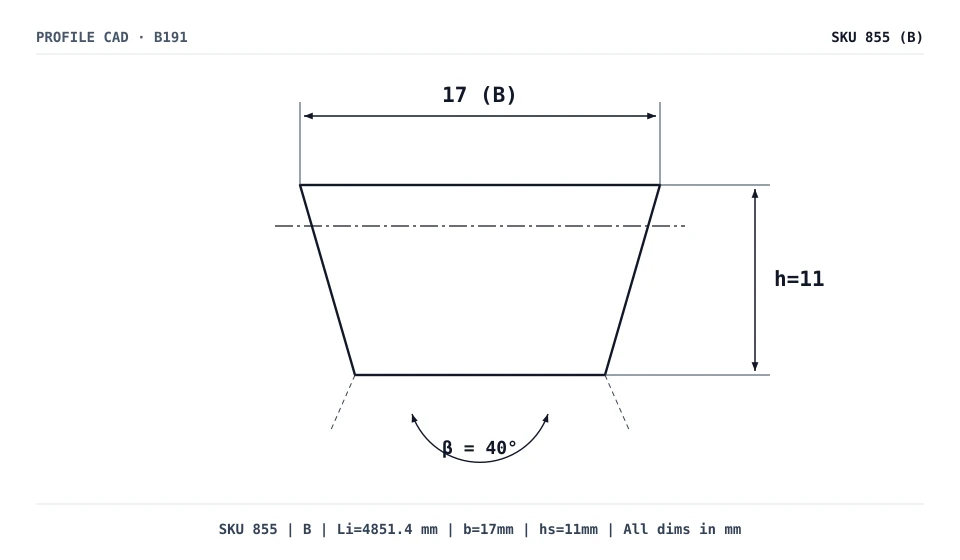 PROFILE CAD · B191
SKU 855 (B)
17 (B)
h=11
β = 40°
SKU 855 | B | Li=4851.4 mm | b=17mm | hs=11mm | All dims in mm